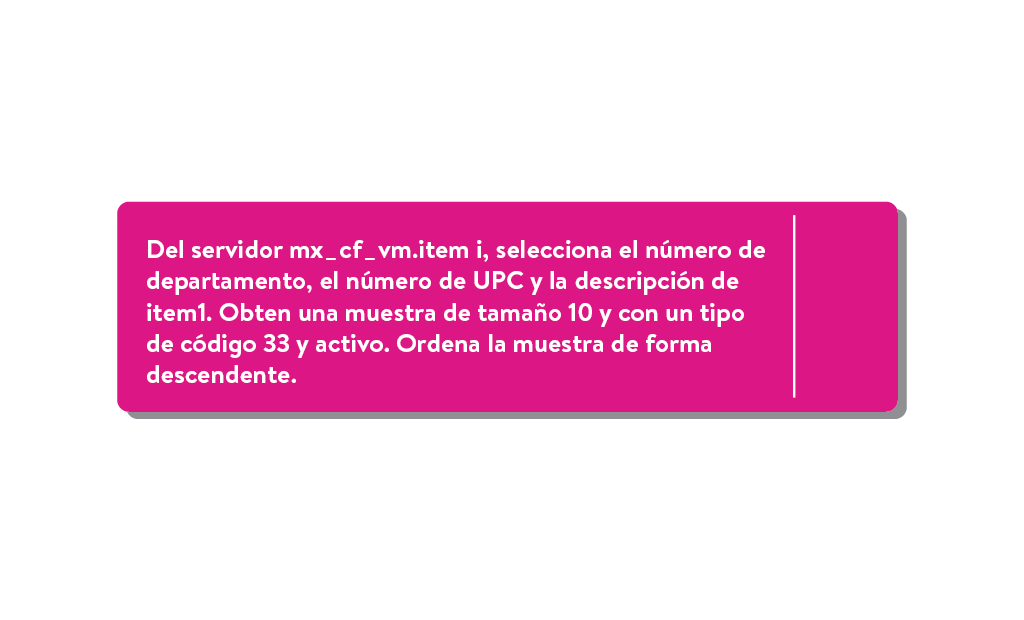 Del servidor mx_cf_vm.item i, selecciona el número de
departamento, el número de UPC y la descripción de
item1. Obten una muestra de tamaño 10 y con un tipo
de código 33 y activo. Ordena la muestra de forma
descendente.